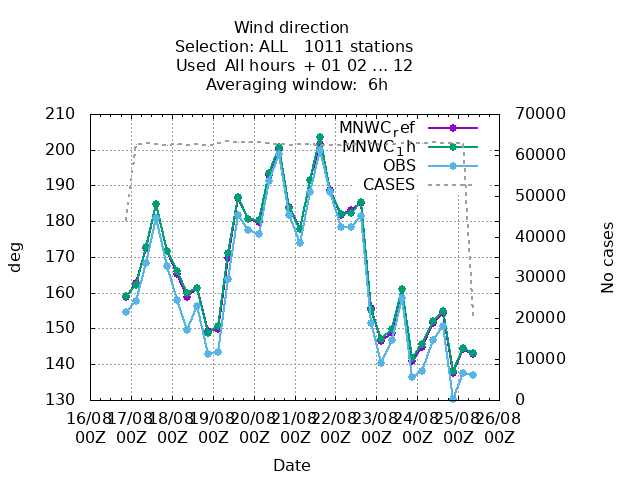 Wind direction
Selection: ALL   1011 stations
Used  All hours  + 01 02 ... 12
Averaging window:  6h
210
200
190
180
170
160
150
140
130
70000
60000
50000
40000
30000
20000
10000
0
MNWC_ref
MNWC_1h
OBS
CASES
deg
No cases
16/08 17/08 18/08 19/08 20/08 21/08 22/08 23/08 24/08 25/08 26/08
00Z 00Z 00Z 00Z 00Z 00Z 00Z 00Z 00Z 00Z 00Z
Date